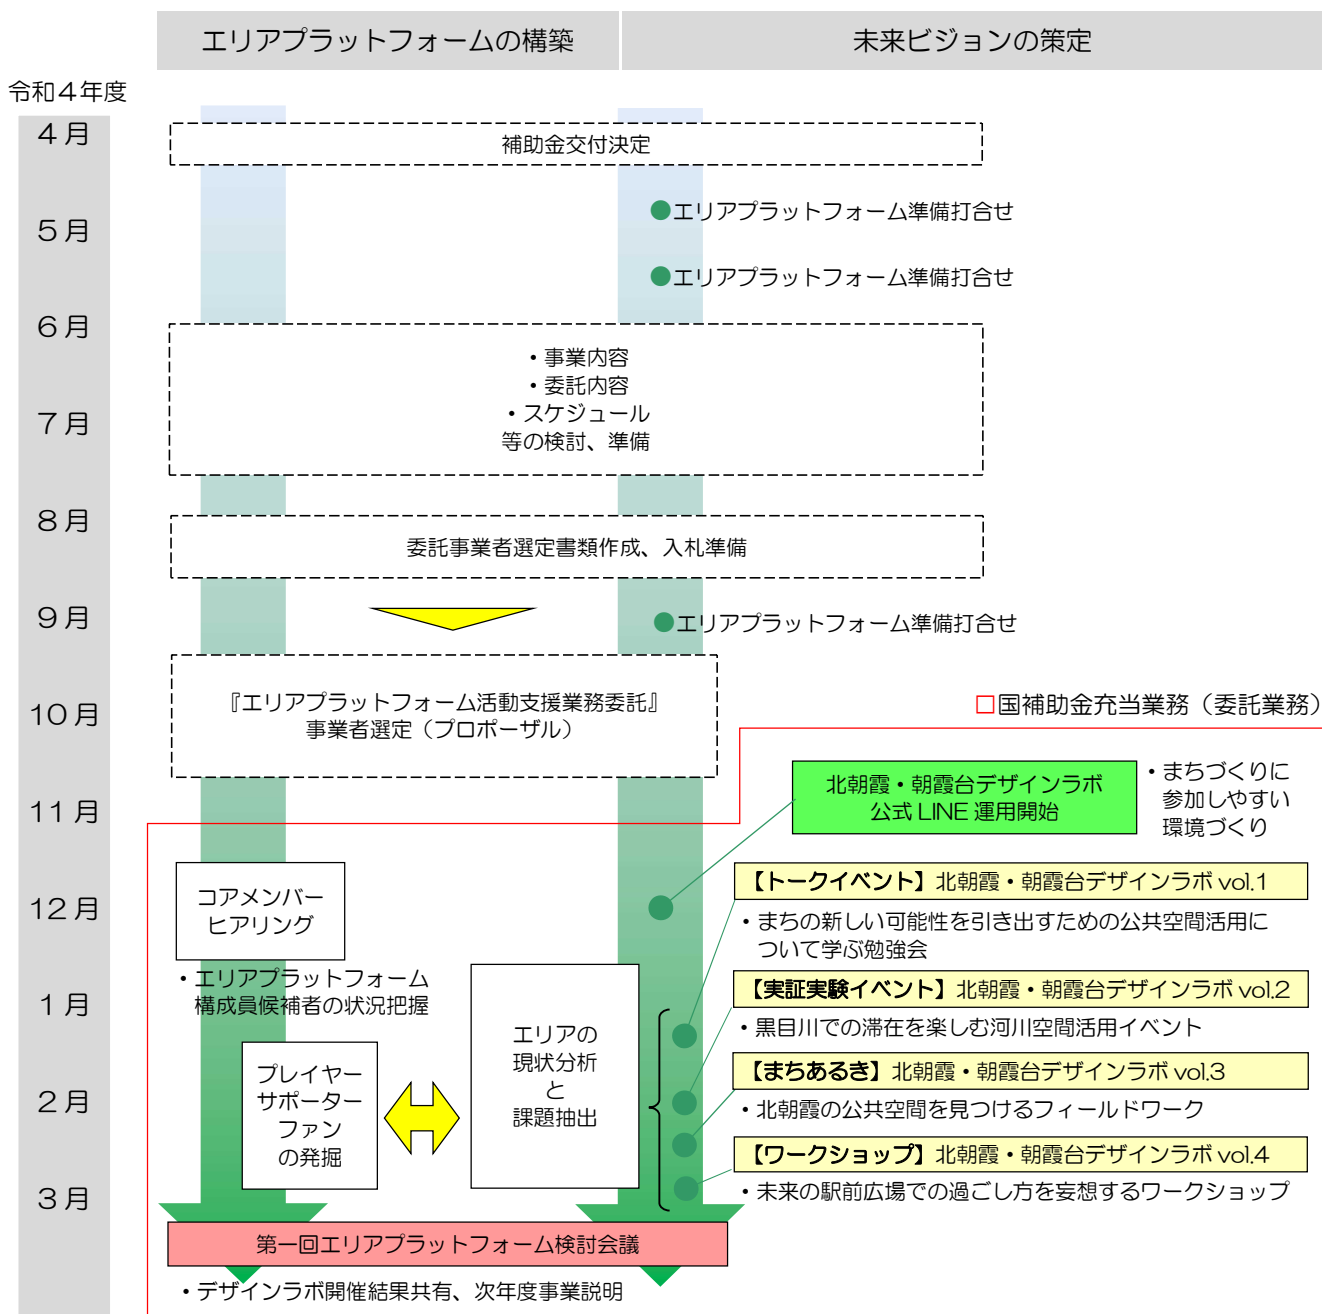 エリアプラットフォームの構築
未来ビジョンの策定
令和４年度
４月
補助金交付決定
●エリアプラットフォーム準備打合せ
５月
●エリアプラットフォーム準備打合せ
６月
・事業内容
・委託内容
・スケジュール
等の検討、準備
７月
８月
委託事業者選定書類作成、入札準備
９月
●エリアプラットフォーム準備打合せ
『エリアプラットフォーム活動支援業務委託』
事業者選定（プロポーザル）
１０月
□国補助金充当業務（委託業務）
北朝霞・朝霞台デザインラボ
公式 LINE 運用開始
・まちづくりに
参加しやすい
環境づくり
１１月
コアメンバー
ヒアリング
１２月
【トークイベント】北朝霞・朝霞台デザインラボ vol.1
・まちの新しい可能性を引き出すための公共空間活用に
ついて学ぶ勉強会
・エリアプラットフォーム
構成員候補者の状況把握
１月
【実証実験イベント】北朝霞・朝霞台デザインラボ vol.2
・黒目川での滞在を楽しむ河川空間活用イベント
エリアの
現状分析
と
課題抽出
プレイヤー
サポーター
ファン
の発掘
２月
【まちあるき】北朝霞・朝霞台デザインラボ vol.3
・北朝霞の公共空間を見つけるフィールドワーク
【ワークショップ】北朝霞・朝霞台デザインラボ vol.4
・未来の駅前広場での過ごし方を妄想するワークショップ
３月
第一回エリアプラットフォーム検討会議
・デザインラボ開催結果共有、次年度事業説明